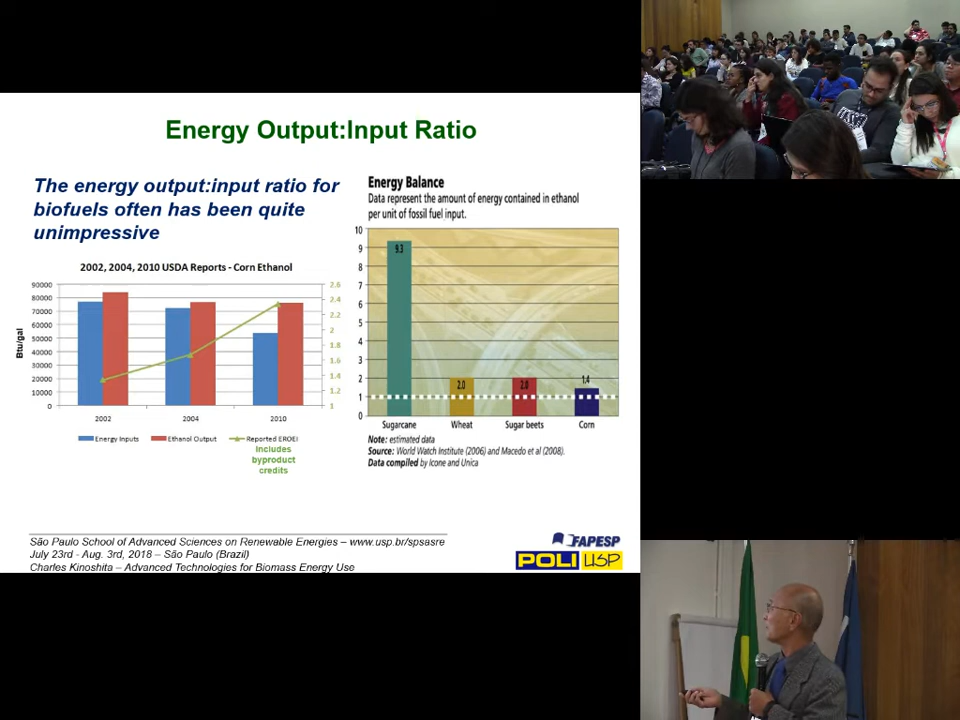 Energy Output:Input Ratio
The energy output:input ratio for
biofuels often has been quite
unimpressive
2002, 2004, 2010 USDA Reports - Corn Ethanol
90000
80000
70000
60000
50000
40000
30000
20000
10000
0
Btu/gal
2.6
2.4
2.2
2
1.8
1.6
1.4
1.2
1
2002 2004 2010
Energy Inputs Ethanol Output Reported EROEI
includes
byproduct
credits
Energy Balance
Data represent the amount of energy contained in ethanol
per unit of fossil fuel input.
10
9
8
7
6
5
4
3
2
1
0
9.3
2.0
2.0
1.4
Sugarcane Wheat Sugar beets Corn
Note: estimated data
Source: World Watch Institute (2006) and Macedo et al (2008).
Data compiled by Icone and Unica
São Paulo School of Advanced Sciences on Renewable Energies – www.usp.br/spsasre
July 23rd - Aug. 3rd, 2018 – São Paulo (Brazil)
Charles Kinoshita – Advanced Technologies for Biomass Energy Use
FAPESP
POLI USP